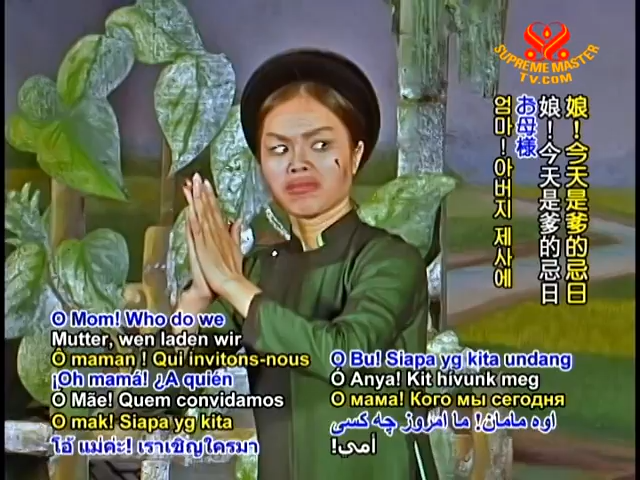 SUPREME MASTER
TV.COM
娘！今天是爹的忌日
娘！今天是爹的忌日
お母様
엄마！아버지 제사에
O Mom! Who do we
Mutter, wen laden wir
Ô maman ! Qui invitons-nous
¡Oh mamá! ¿A quién
O Mãe! Quem convidamos
O mak! Siapa yg kita
โอ้ แม่ค่ะ! เราเชิญใครมา
O Bu! Siapa yg kita undang
Ó Anya! Kit hívunk meg
О мама! Кого мы сегодня
اوه مامان! ما امروز چه کسی
أمي!